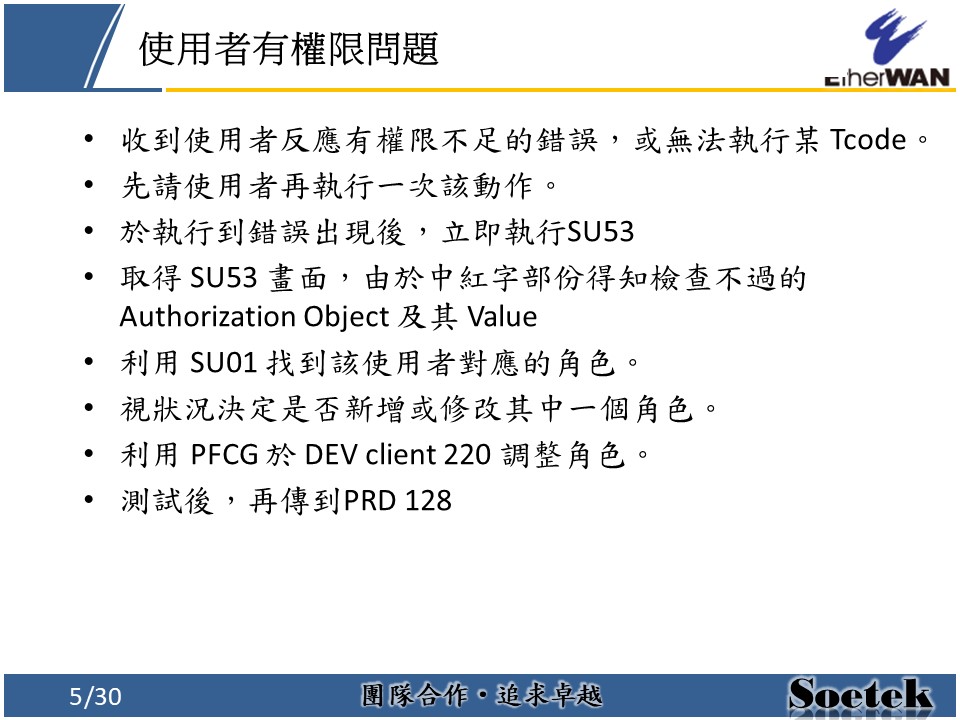 使用者有權限問題
EtherWAN
• 收到使用者反應有權限不足的錯誤，或無法執行某 Tcode。
• 先請使用者再執行一次該動作。
• 於執行到錯誤出現後，立即執行SU53
• 取得 SU53 畫面，由於中紅字部份得知檢查不過的
Authorization Object 及其 Value
• 利用 SU01 找到該使用者對應的角色。
• 視狀況決定是否新增或修改其中一個角色。
• 利用 PFCG 於 DEV client 220 調整角色。
• 測試後，再傳到PRD 128
5/30
團隊合作・追求卓越
Soetek